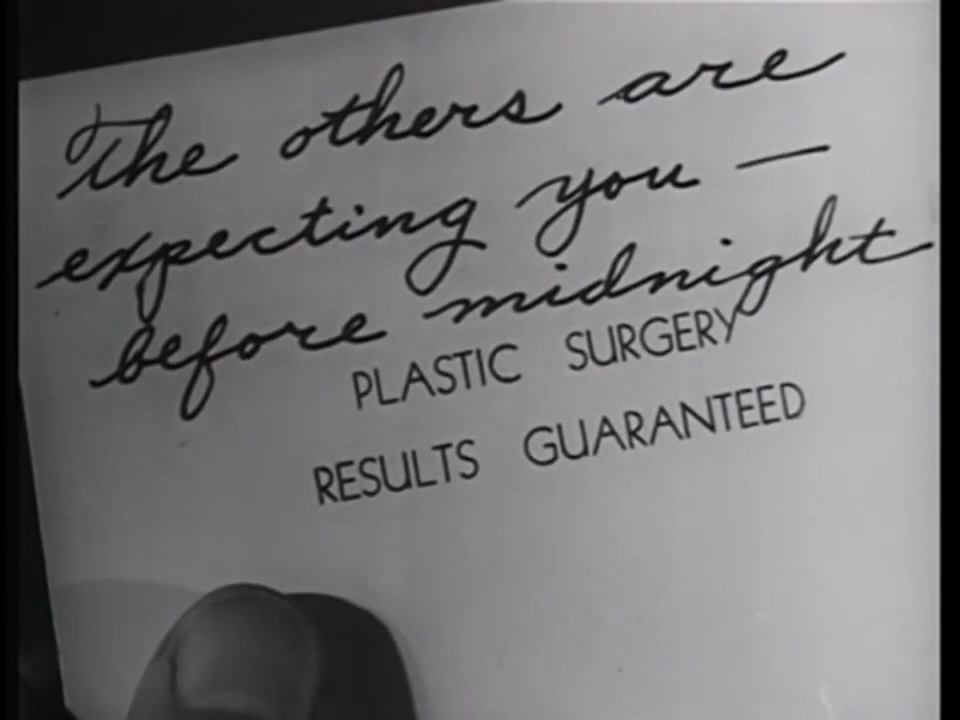 The others are
expecting you —
before midnight
PLASTIC SURGERY
RESULTS GUARANTEED